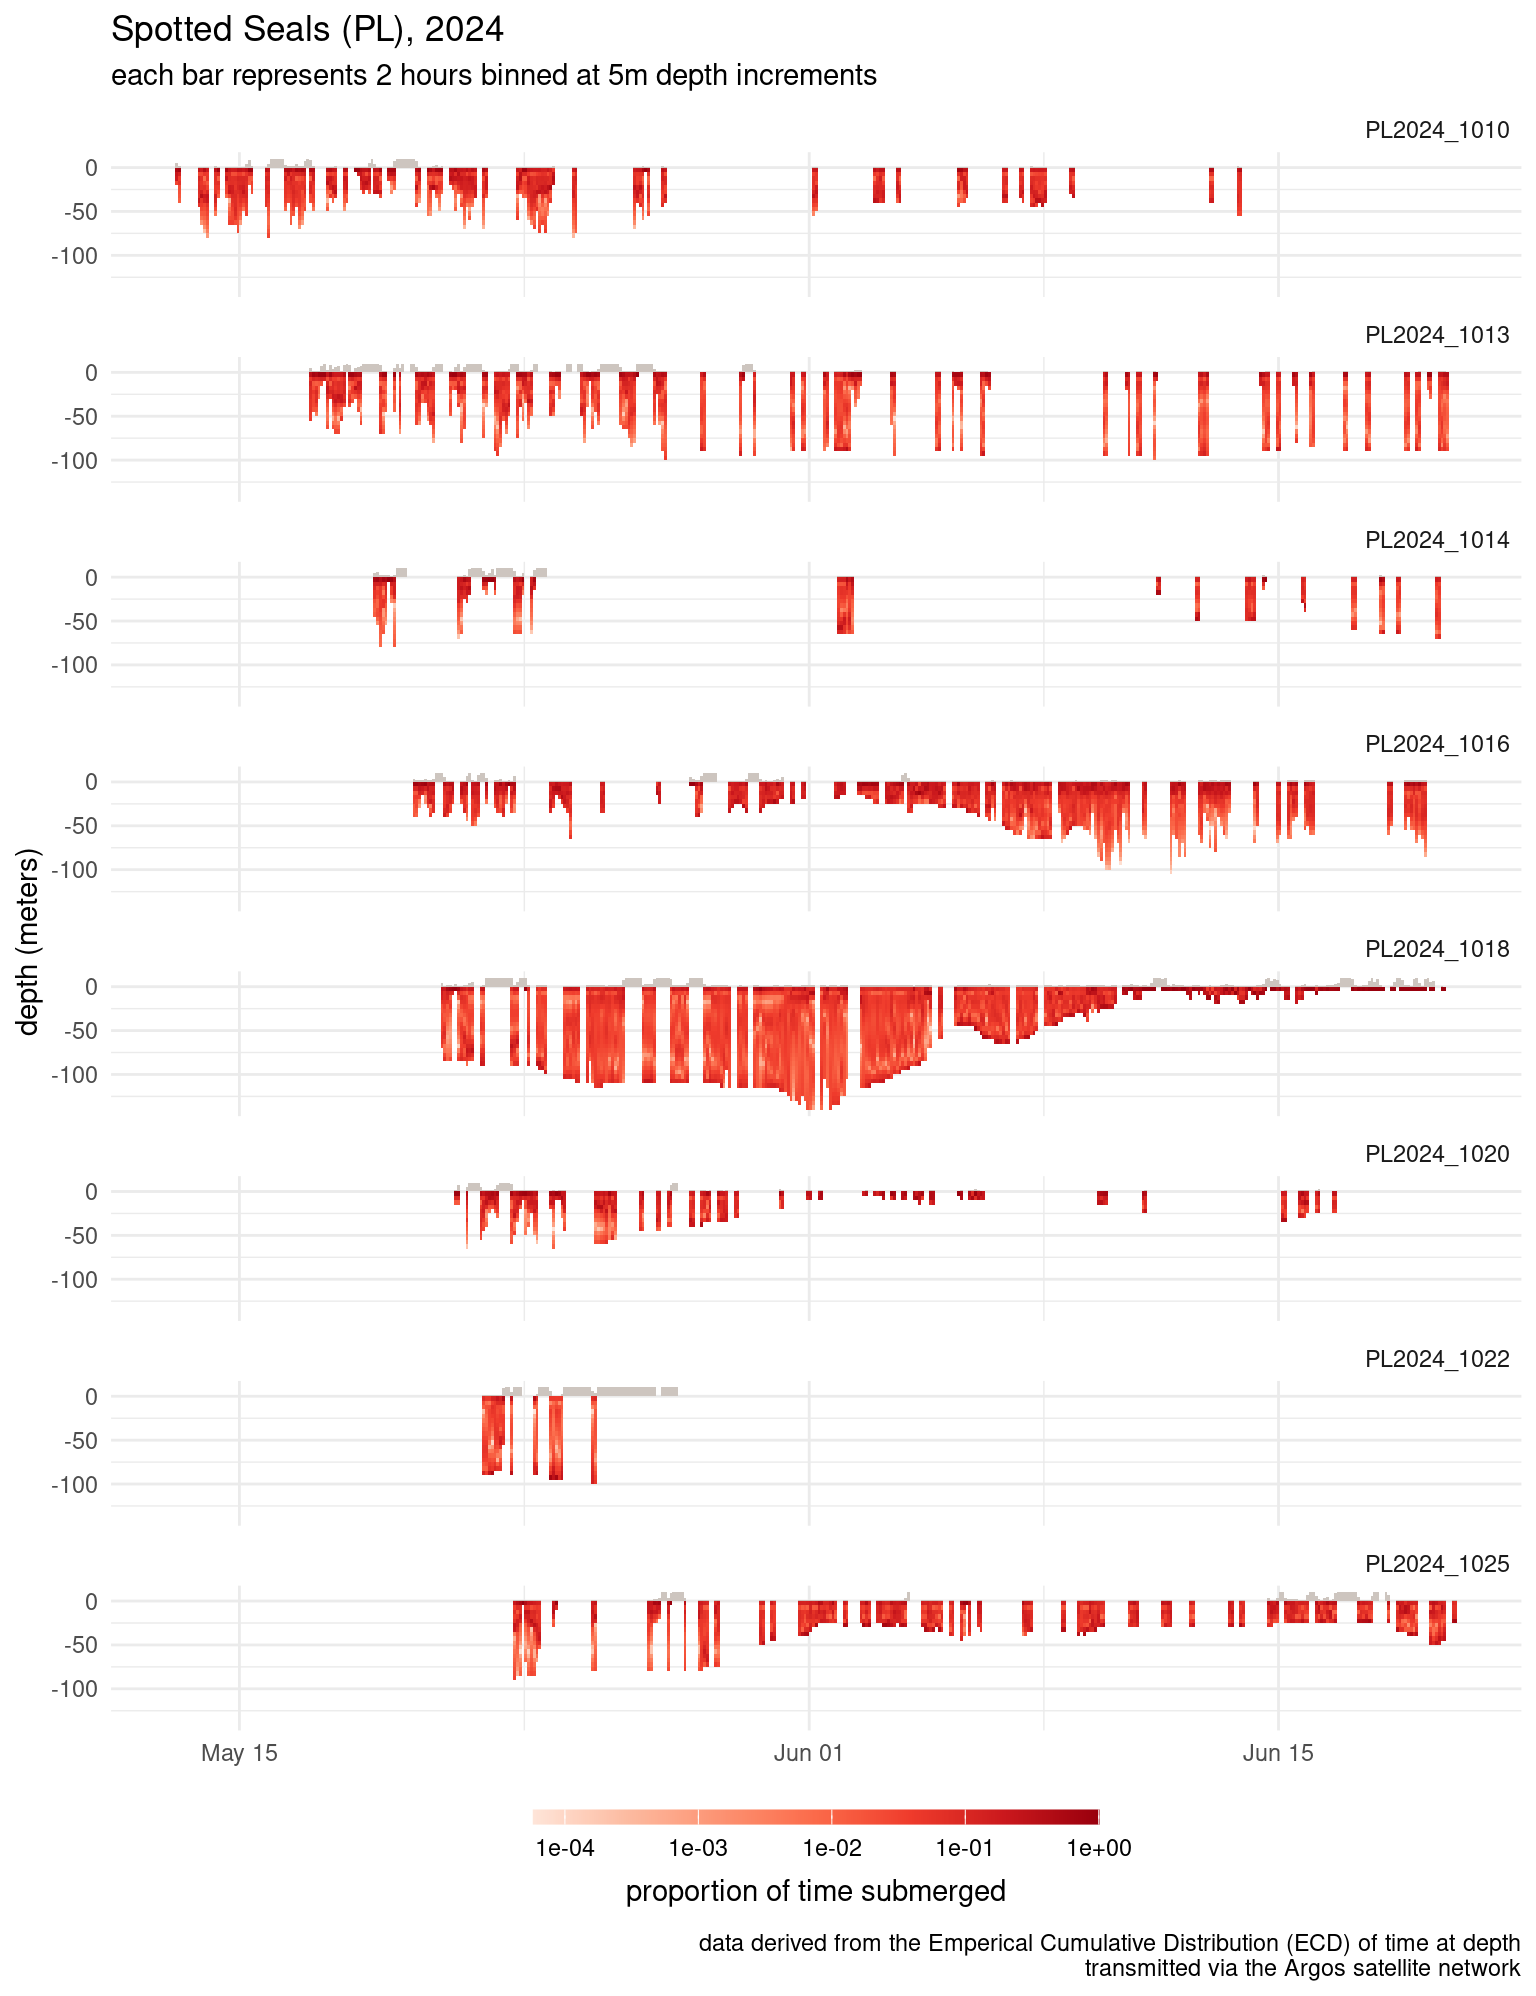 Spotted Seals (PL), 2024
each bar represents 2 hours binned at 5m depth increments
PL2024_1010
0
-50
-100
PL2024_1013
0
-50
-100
PL2024_1014
0
-50
-100
PL2024_1016
0
-50
-100
depth (meters)
PL2024_1018
0
-50
-100
PL2024_1020
0
-50
-100
PL2024_1022
0
-50
-100
PL2024_1025
0
-50
-100
May 15 Jun 01 Jun 15
1e-04 1e-03 1e-02 1e-01 1e+00
proportion of time submerged
data derived from the Emperical Cumulative Distribution (ECD) of time at depth
transmitted via the Argos satellite network